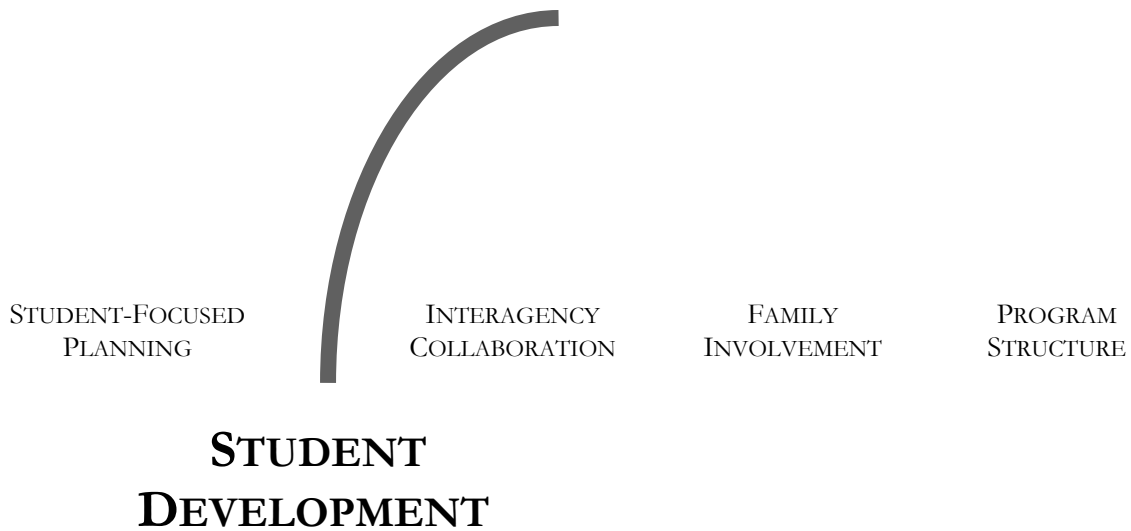 STUDENT-FOCUSED
PLANNING
INTERAGENCY
COLLABORATION
FAMILY
INVOLVEMENT
PROGRAM
STRUCTURE
STUDENT
DEVELOPMENT